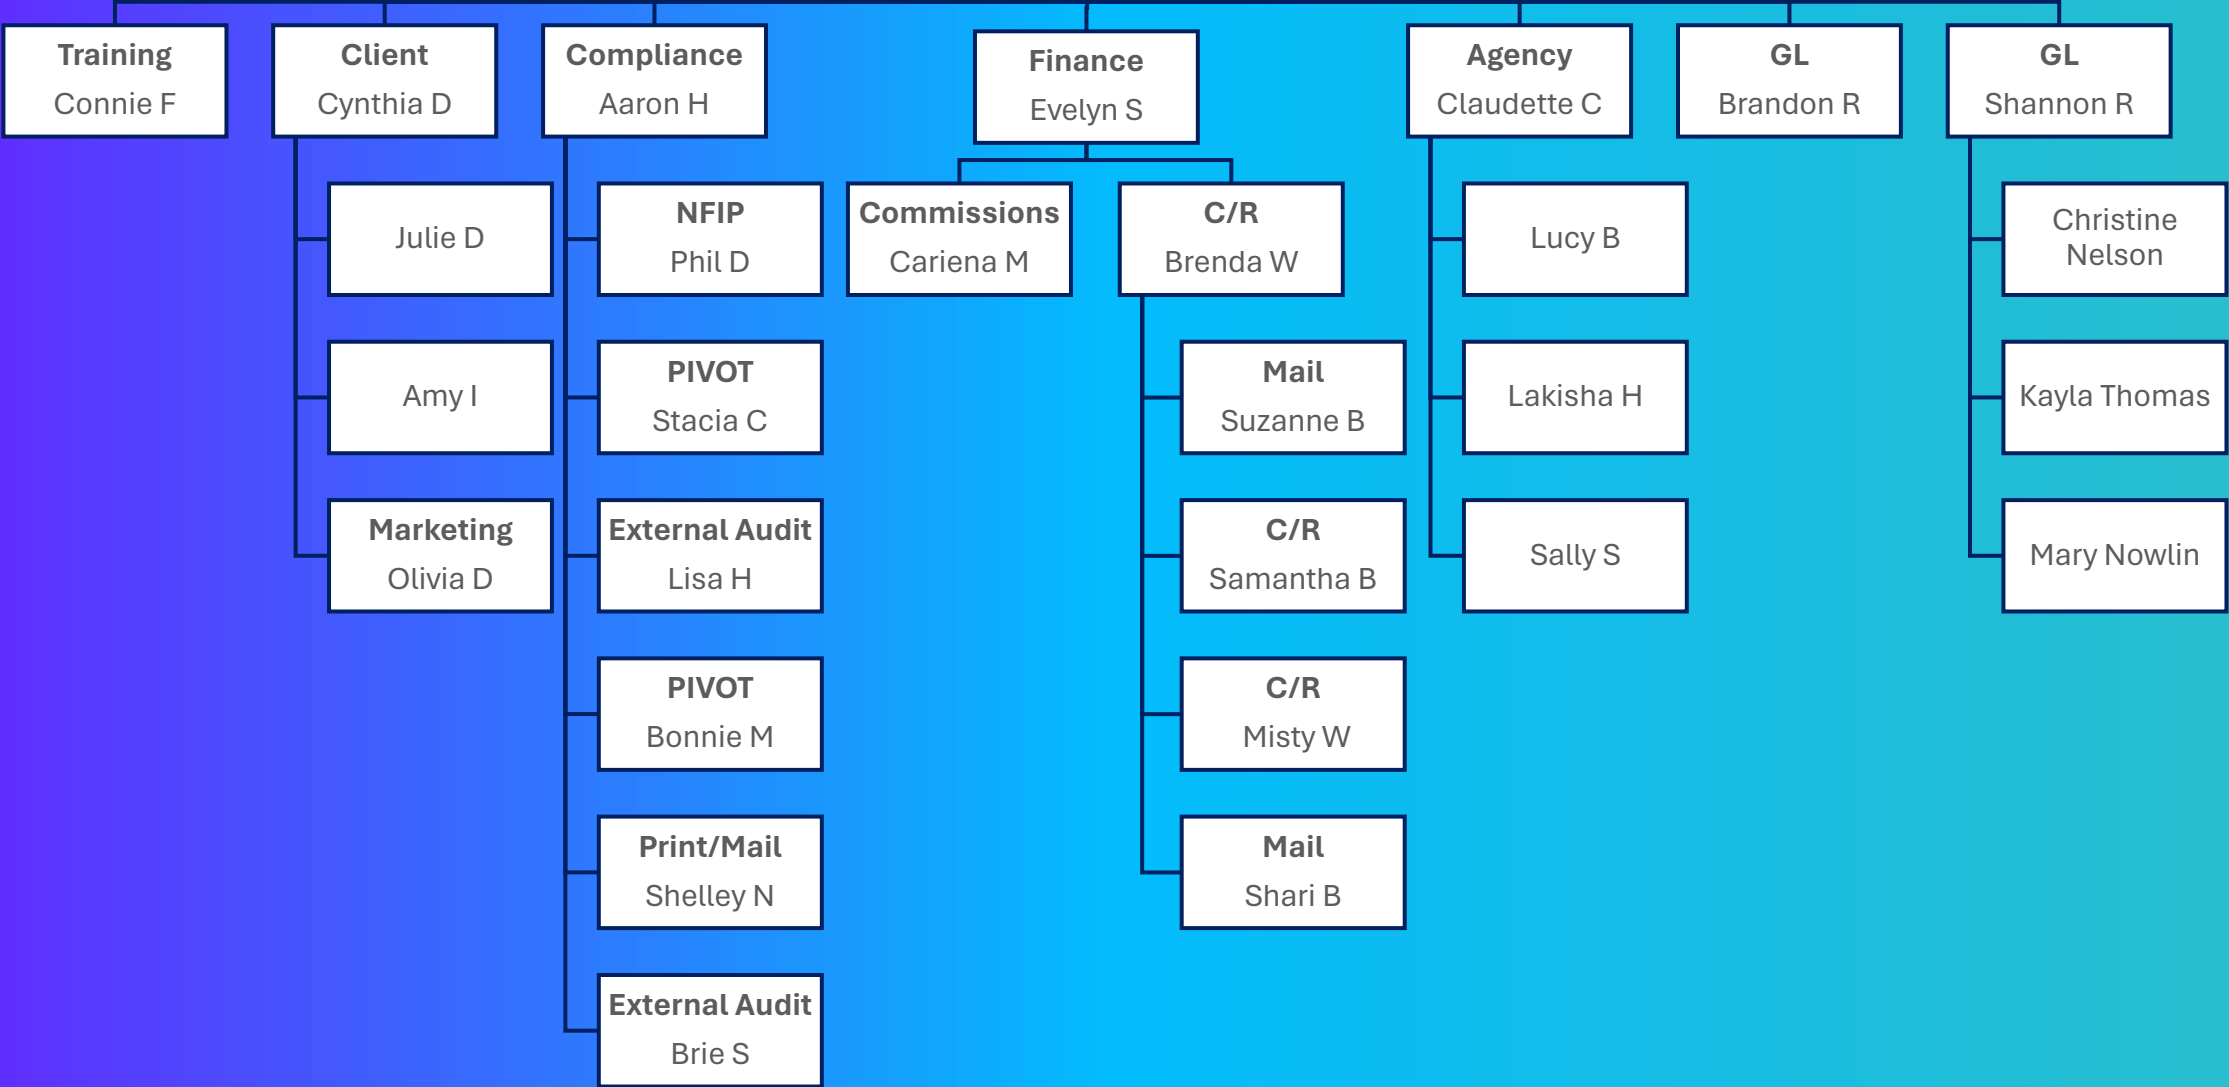 Training
Connie F
Client
Cynthia D
Compliance
Aaron H
Finance
Evelyn S
Agency
Claudette C
GL
Brandon R
GL
Shannon R
Julie D
Amy I
Marketing
Olivia D
NFIP
Phil D
PIVOT
Stacia C
External Audit
Lisa H
PIVOT
Bonnie M
Print/Mail
Shelley N
External Audit
Brie S
Commissions
Cariena M
C/R
Brenda W
Mail
Suzanne B
C/R
Samantha B
C/R
Misty W
Mail
Shari B
Lucy B
Lakisha H
Sally S
Christine
Nelson
Kayla Thomas
Mary Nowlin